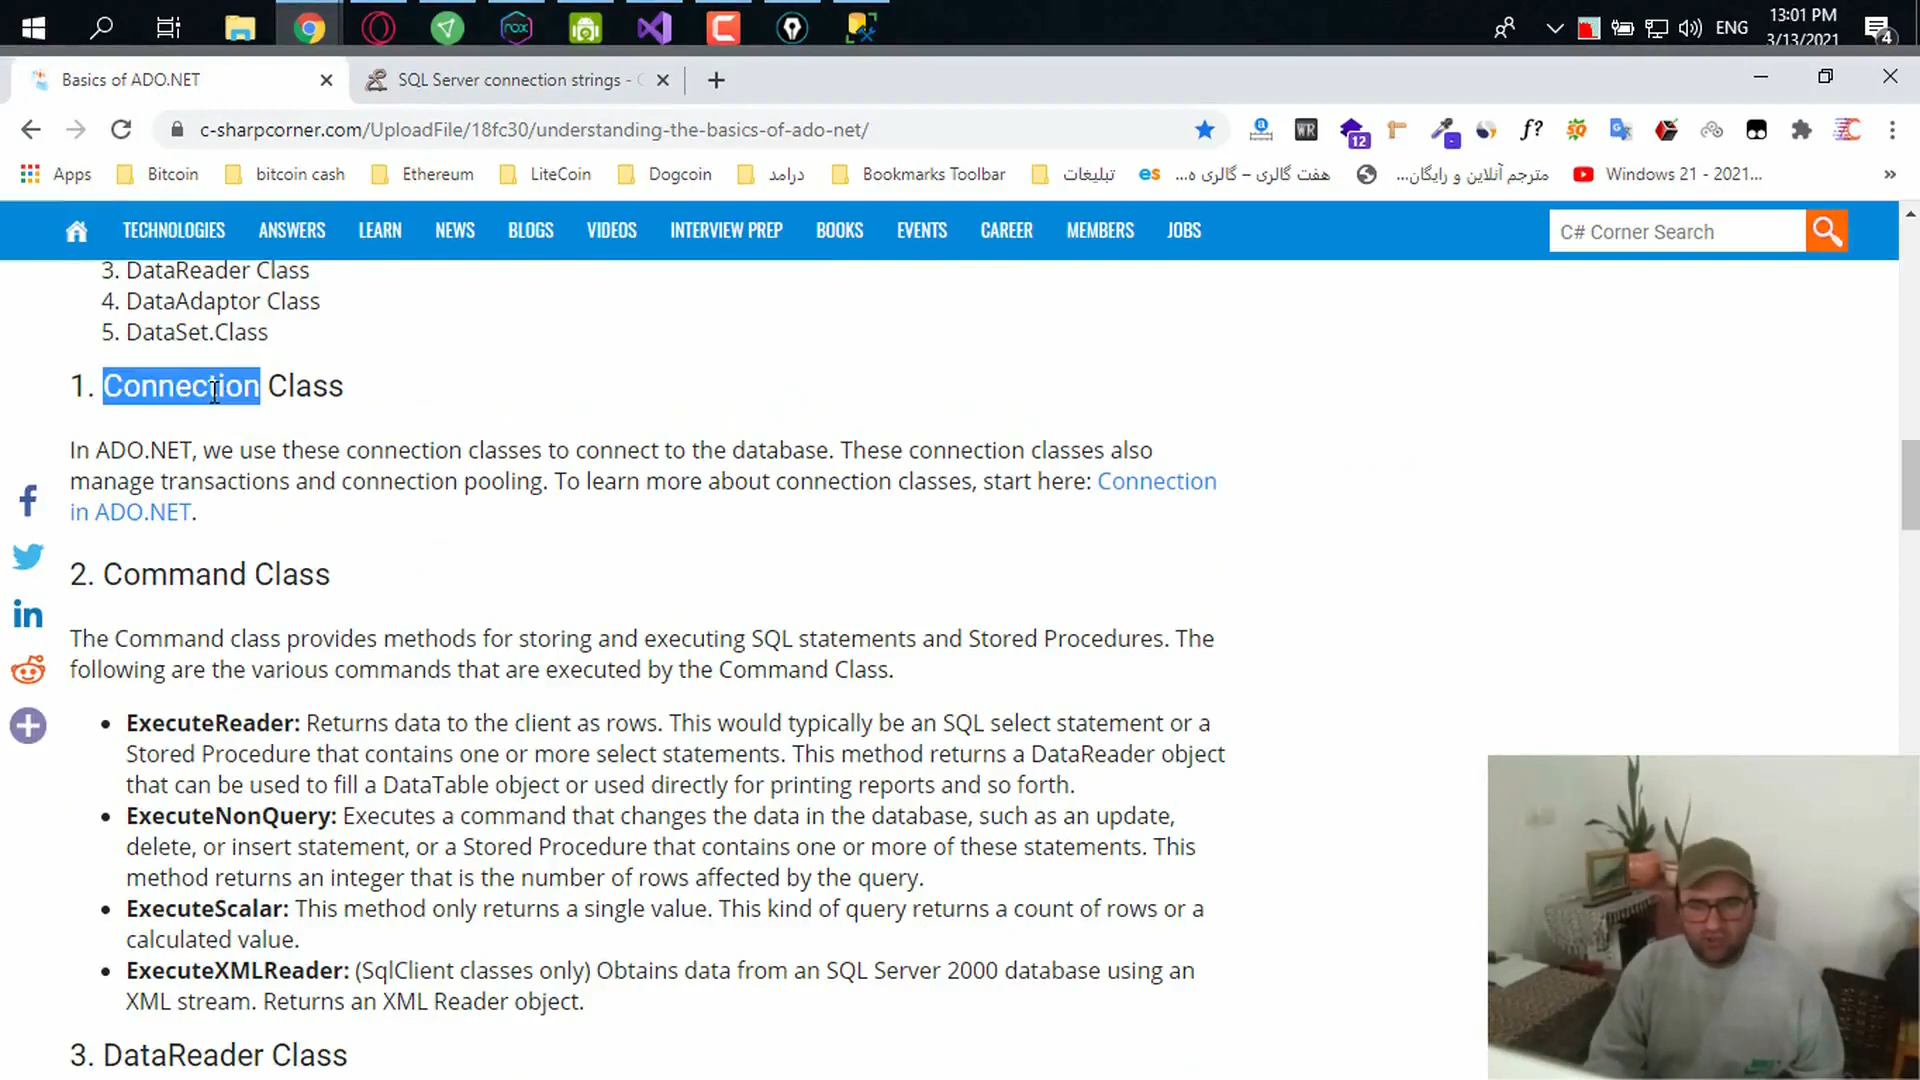 ENG
13:01 PM
3/13/2021
4
Basics of ADO.NET
SQL Server connection strings -
c-sharpcorner.com/UploadFile/18fc30/understanding-the-basics-of-ado-net/
WR
12
f?
Apps
Bitcoin
bitcoin cash
Ethereum
LiteCoin
Dogcoin
درامد
Bookmarks Toolbar
تبلیغات
es
هفت گالری – گالری ه...
مترجم آنلاین و رایگان...
Windows 21 - 2021...
TECHNOLOGIES ANSWERS LEARN NEWS BLOGS VIDEOS INTERVIEW PREP BOOKS EVENTS CAREER MEMBERS JOBS
C# Corner Search
3. DataReader Class
4. DataAdaptor Class
5. DataSet.Class
1. Connection Class
In ADO.NET, we use these connection classes to connect to the database. These connection classes also
manage transactions and connection pooling. To learn more about connection classes, start here: Connection
in ADO.NET.
2. Command Class
The Command class provides methods for storing and executing SQL statements and Stored Procedures. The
following are the various commands that are executed by the Command Class.
ExecuteReader: Returns data to the client as rows. This would typically be an SQL select statement or a
Stored Procedure that contains one or more select statements. This method returns a DataReader object
that can be used to fill a DataTable object or used directly for printing reports and so forth.
ExecuteNonQuery: Executes a command that changes the data in the database, such as an update,
delete, or insert statement, or a Stored Procedure that contains one or more of these statements. This
method returns an integer that is the number of rows affected by the query.
ExecuteScalar: This method only returns a single value. This kind of query returns a count of rows or a
calculated value.
ExecuteXMLReader: (SqlClient classes only) Obtains data from an SQL Server 2000 database using an
XML stream. Returns an XML Reader object.
3. DataReader Class